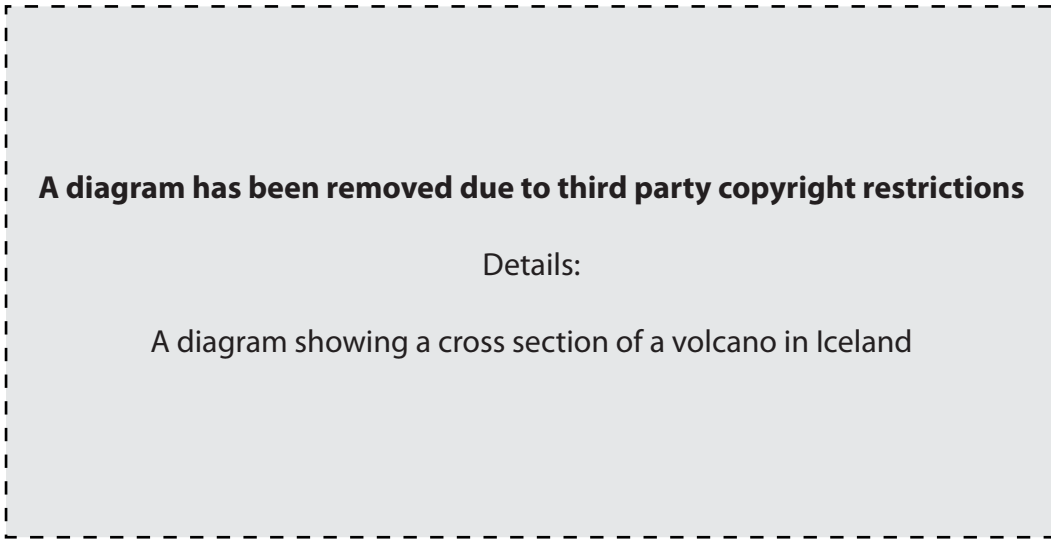 A diagram has been removed due to third party copyright restrictions
Details:
A diagram showing a cross section of a volcano in Iceland